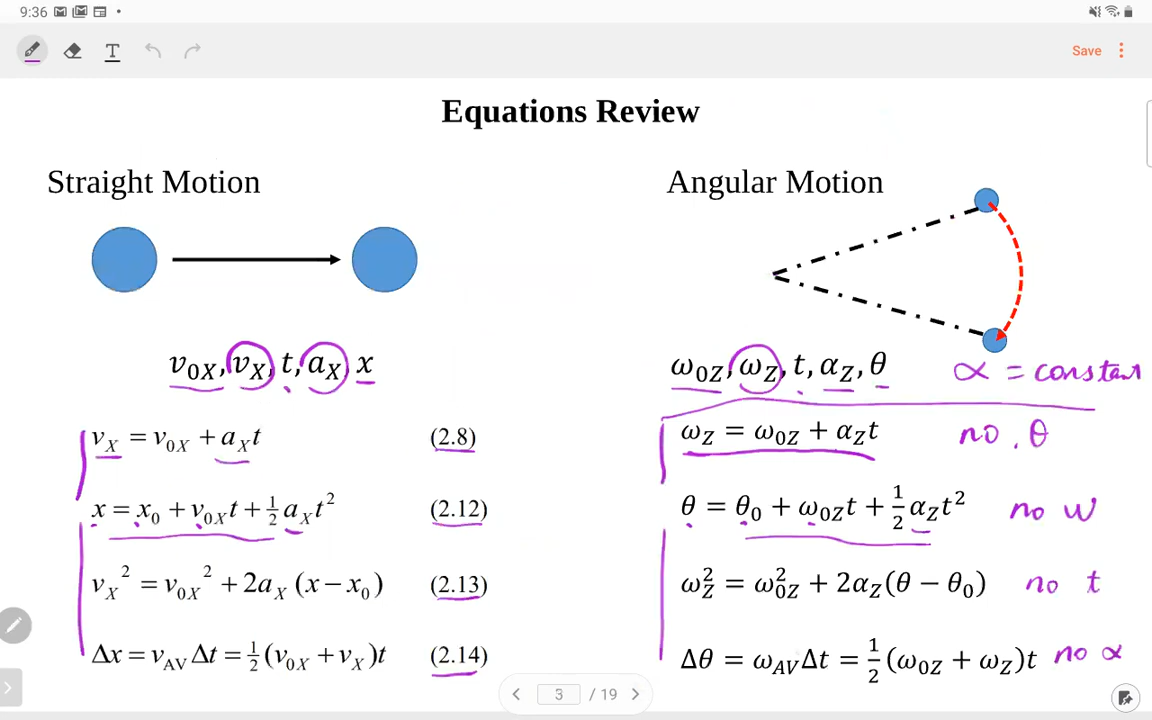 9:36
Save
Equations Review
Straight Motion
Angular Motion
v₀X, vX, t, aX, x
ω₀Z, ωZ, t, αZ, θ
α = constant
vX = v₀X + aXt (2.8)
ωZ = ω₀Z + αZt no . θ
x = x₀ + v₀Xt + ½aXt² (2.12)
θ = θ₀ + ω₀Zt + ½αZt² no w
vX² = v₀X² + 2aX(x − x₀) (2.13)
ωZ² = ω₀Z² + 2αZ(θ − θ₀) no t
Δx = vAVΔt = ½(v₀X + vX)t (2.14)
Δθ = ωAVΔt = ½(ω₀Z + ωZ)t no α
3 / 19